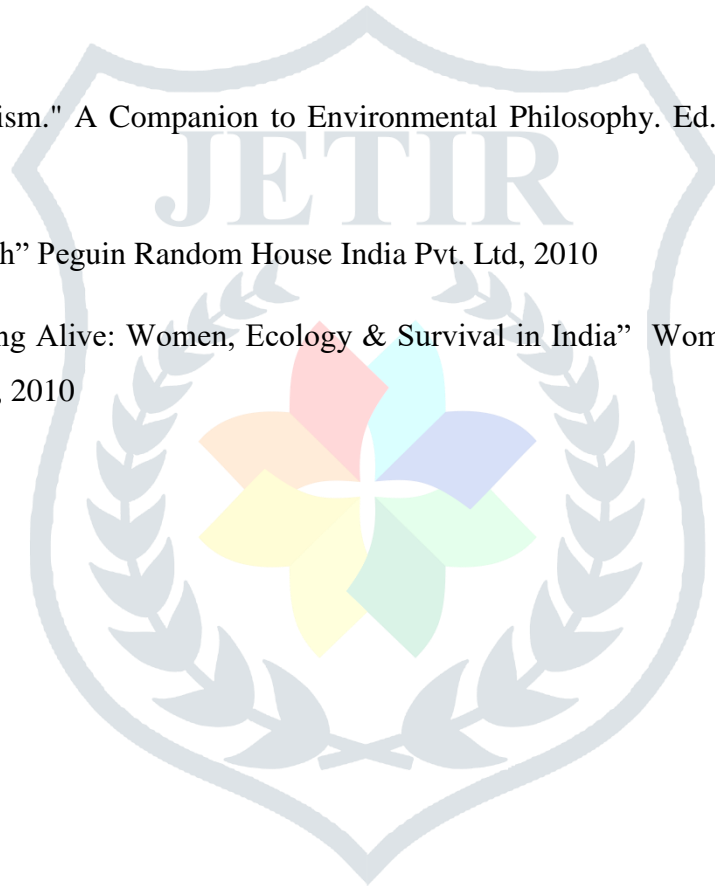 ism." A Companion to Environmental Philosophy. Ed.
JETIR
h” Peguin Random House India Pvt. Ltd, 2010
ng Alive: Women, Ecology & Survival in India” Wom
, 2010